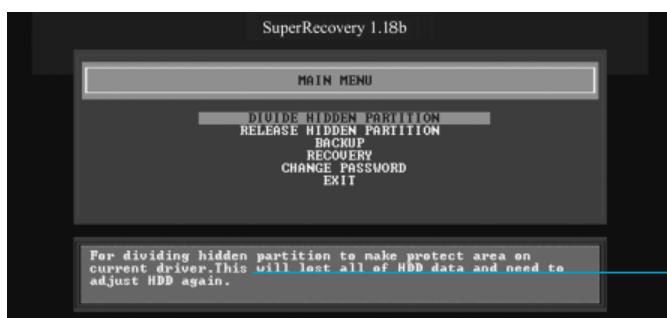 SuperRecovery 1.18b
MAIN MENU
DIVIDE HIDDEN PARTITION
RELEASE HIDDEN PARTITION
BACKUP
RECOVERY
CHANGE PASSWORD
EXIT
For dividing hidden partition to make protect area on
current driver.This will lost all of HDD data and need to
adjust HDD again.